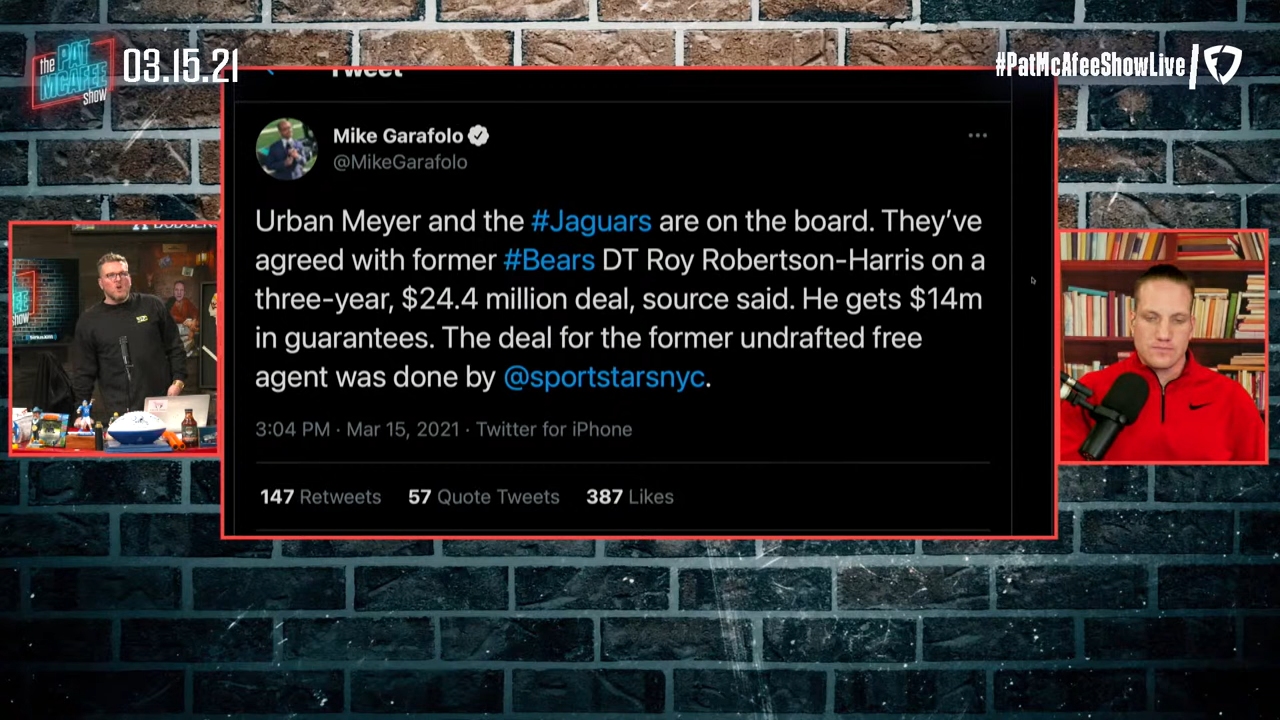 the PAT MCAFEE show
03.15.21
#PatMcAfeeShowLive
Tweet
Mike Garafolo
@MikeGarafolo
Urban Meyer and the #Jaguars are on the board. They’ve
agreed with former #Bears DT Roy Robertson-Harris on a
three-year, $24.4 million deal, source said. He gets $14m
in guarantees. The deal for the former undrafted free
agent was done by @sportstarsnyc.
3:04 PM · Mar 15, 2021 · Twitter for iPhone
147 Retweets 57 Quote Tweets 387 Likes